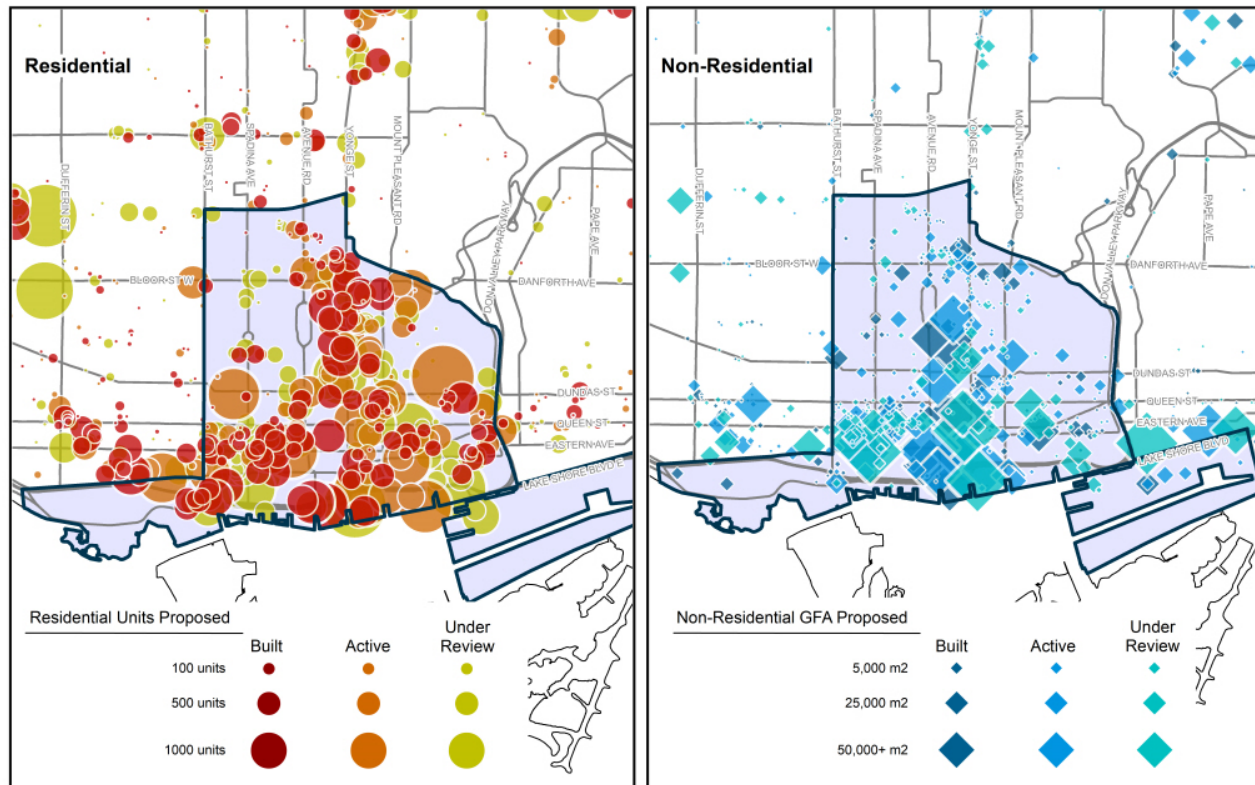 Residential
BATHURST ST
SPADINA AVE
AVENUE RD
YONGE ST
MOUNT PLEASANT RD
DUFFERIN ST
DON VALLEY PARKWAY
PAPE AVE
BLOOR ST W
DANFORTH AVE
DUNDAS ST
QUEEN ST
EASTERN AVE
LAKE SHORE BLVD E
Residential Units Proposed
Built
Active
Under
Review
100 units
500 units
1000 units
Non-Residential
BATHURST ST
SPADINA AVE
AVENUE RD
YONGE ST
MOUNT PLEASANT RD
DUFFERIN ST
DON VALLEY PARKWAY
PAPE AVE
BLOOR ST W
DANFORTH AVE
DUNDAS ST
QUEEN ST
EASTERN AVE
LAKE SHORE BLVD
Non-Residential GFA Proposed
Built
Active
Under
Review
5,000 m2
25,000 m2
50,000+ m2